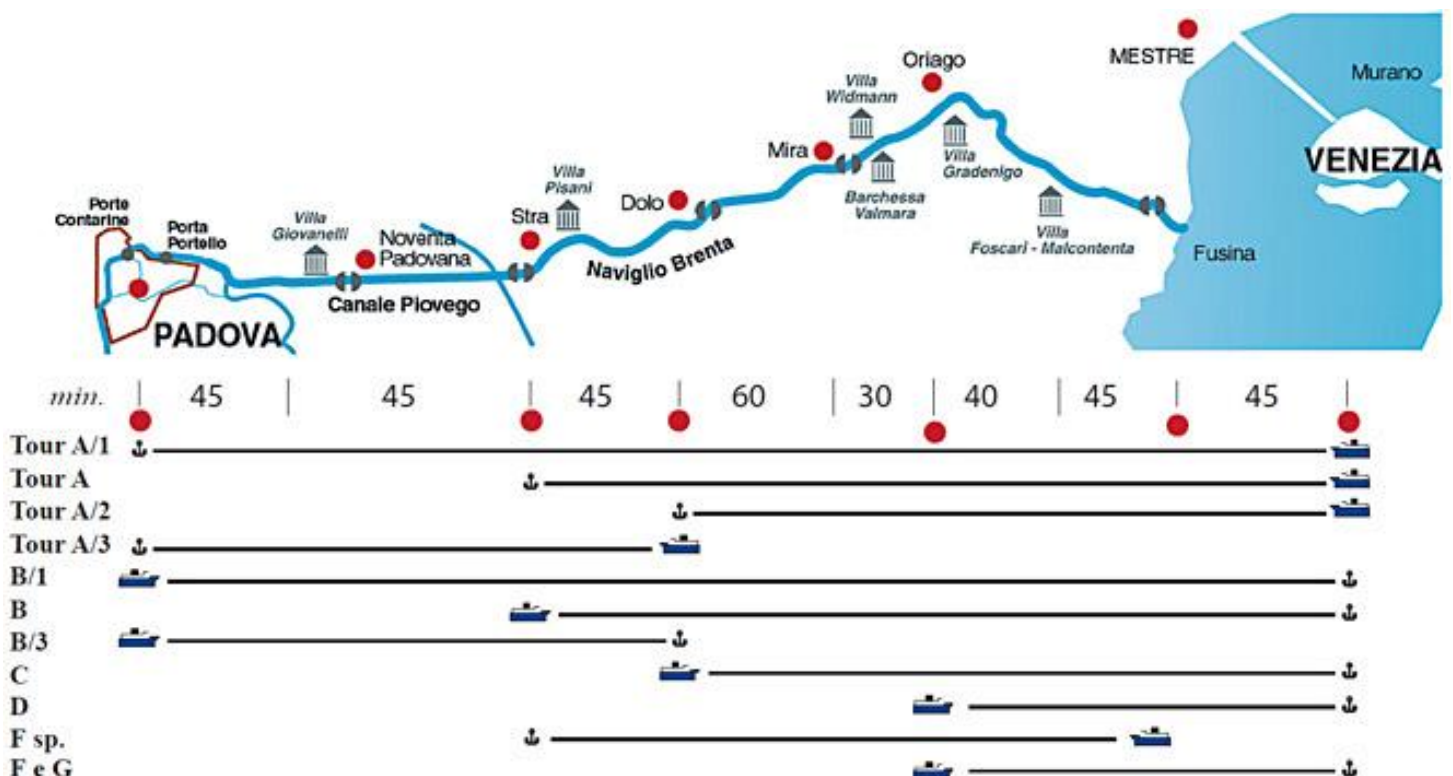 MESTRE
Murano
VENEZIA
Fusina
Oriago
Villa
Widmann
Mira
Villa
Gradenigo
Barchessa
Valmara
Villa
Foscari - Malcontenta
Villa
Pisani
Dolo
Stra
Naviglio Brenta
Porte
Contarine
Porta
Portello
Villa
Giovanelli
Noventa
Padovana
Canale Piovego
PADOVA
min. 45 45 45 60 30 40 45 45
Tour A/1
Tour A
Tour A/2
Tour A/3
B/1
B
B/3
C
D
F sp.
F e G